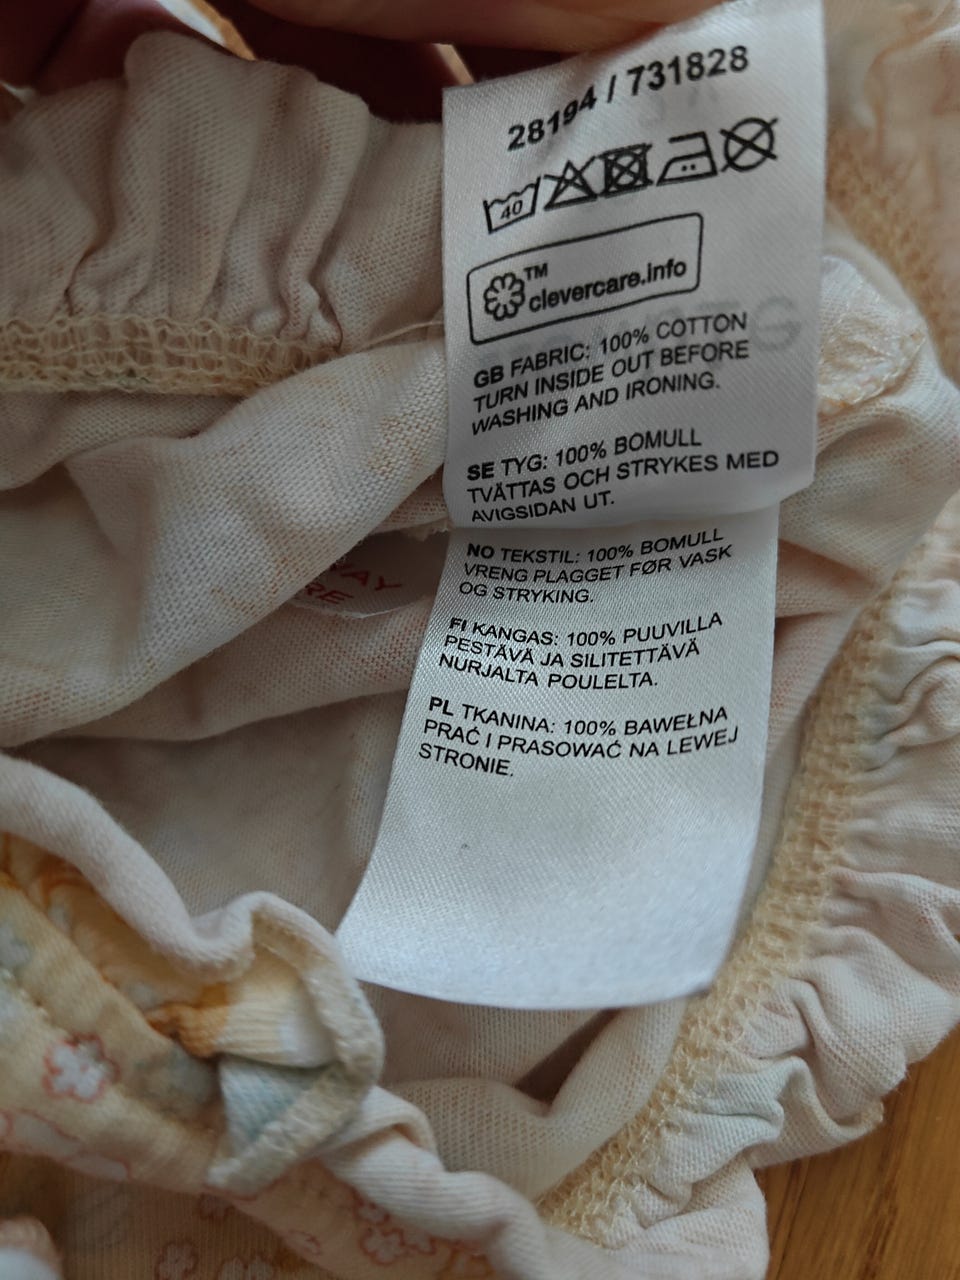 28194 / 731828
40
TM
clevercare.info
GB FABRIC: 100% COTTON
TURN INSIDE OUT BEFORE
WASHING AND IRONING.
SE TYG: 100% BOMULL
TVÄTTAS OCH STRYKES MED
AVIGSIDAN UT.
NO TEKSTIL: 100% BOMULL
VRENG PLAGGET FØR VASK
OG STRYKING.
FI KANGAS: 100% PUUVILLA
PESTÄVÄ JA SILITETTÄVÄ
NURJALTA POULELTA.
PL TKANINA: 100% BAWEŁNA
PRAĆ I PRASOWAĆ NA LEWEJ
STRONIE.